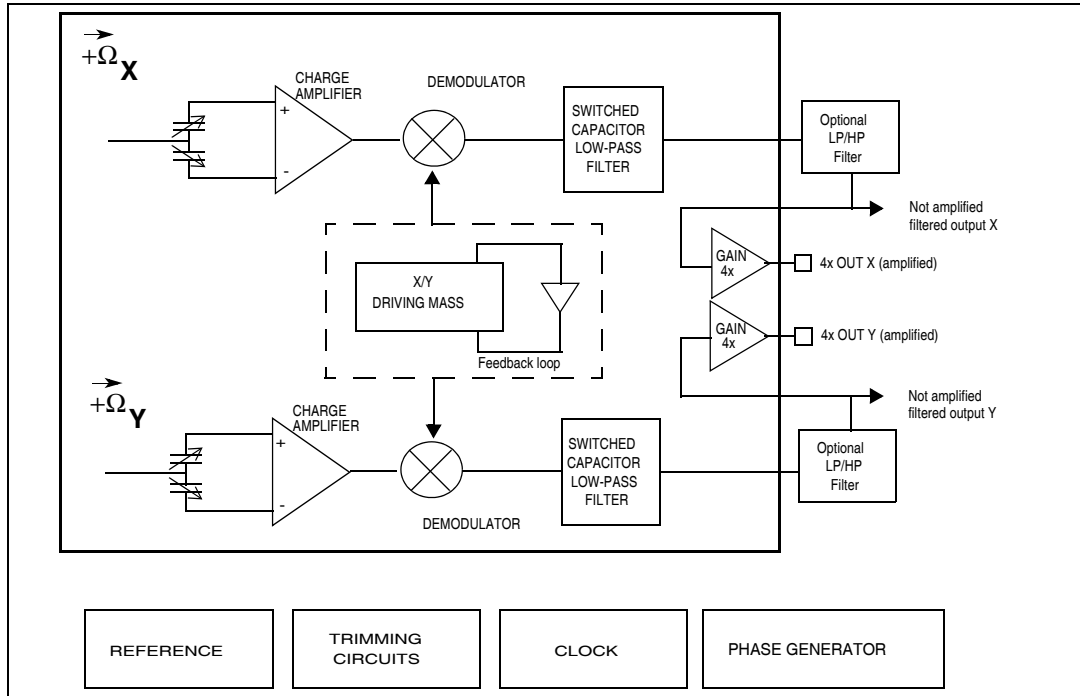 +Ω X
CHARGE
AMPLIFIER
+
-
DEMODULATOR
SWITCHED
CAPACITOR
LOW-PASS
FILTER
Optional
LP/HP
Filter
Not amplified
filtered output X
GAIN
4x
4x OUT X (amplified)
X/Y
DRIVING MASS
Feedback loop
GAIN
4x
4x OUT Y (amplified)
Not amplified
filtered output Y
+Ω Y
CHARGE
AMPLIFIER
+
-
DEMODULATOR
SWITCHED
CAPACITOR
LOW-PASS
FILTER
Optional
LP/HP
Filter
REFERENCE
TRIMMING
CIRCUITS
CLOCK
PHASE GENERATOR